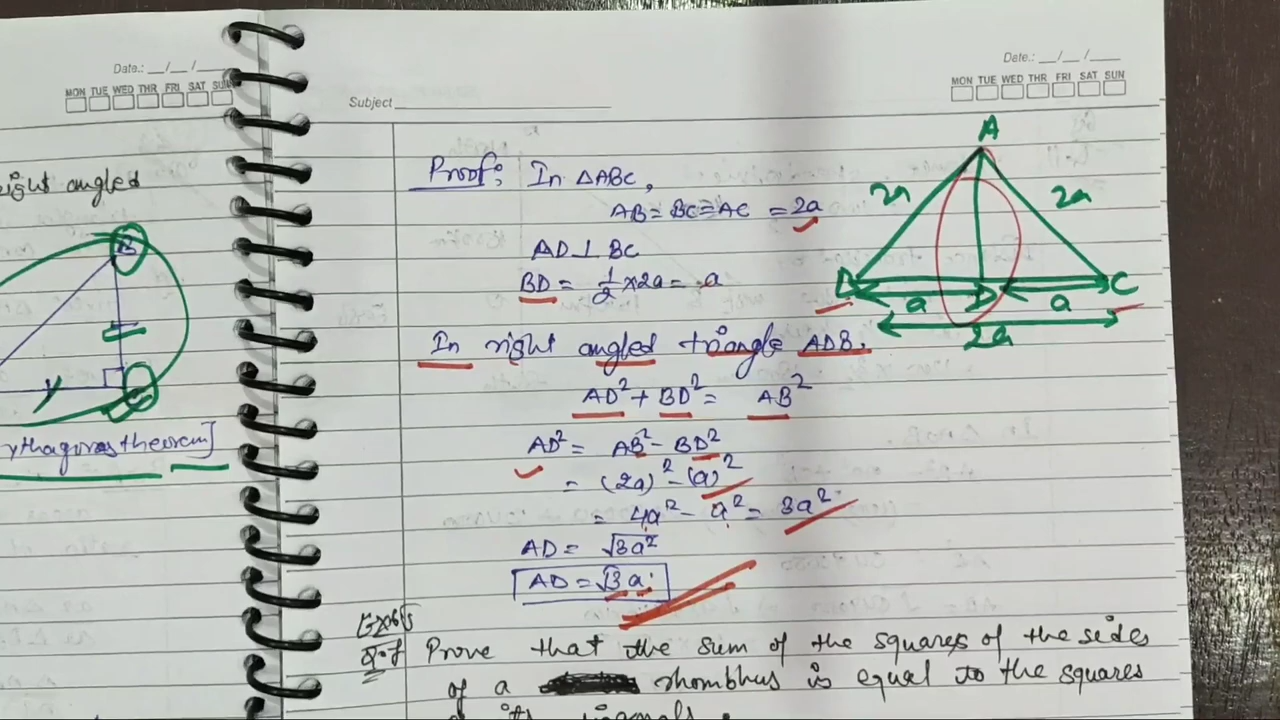 Date.: __/__/____
MON TUE WED THR FRI SAT SUN
right angled
B
y
ythagoras theorem]
Date.: __/__/____
MON TUE WED THR FRI SAT SUN
Subject
Proof: In △ABC,
AB = BC = AC = 2a
AD ⊥ BC
BD = 1/2 × 2a = a
In right angled triangle ADB,
AD² + BD² = AB²
AD² = AB² - BD²
= (2a)² - (a)²
= 4a² - a² = 3a²
AD = √3a²
AD = √3 a
A
2a 2a
B D C
a a
2a
Prove that the sum of the squares of the sides
of a rhombus is equal to the squares